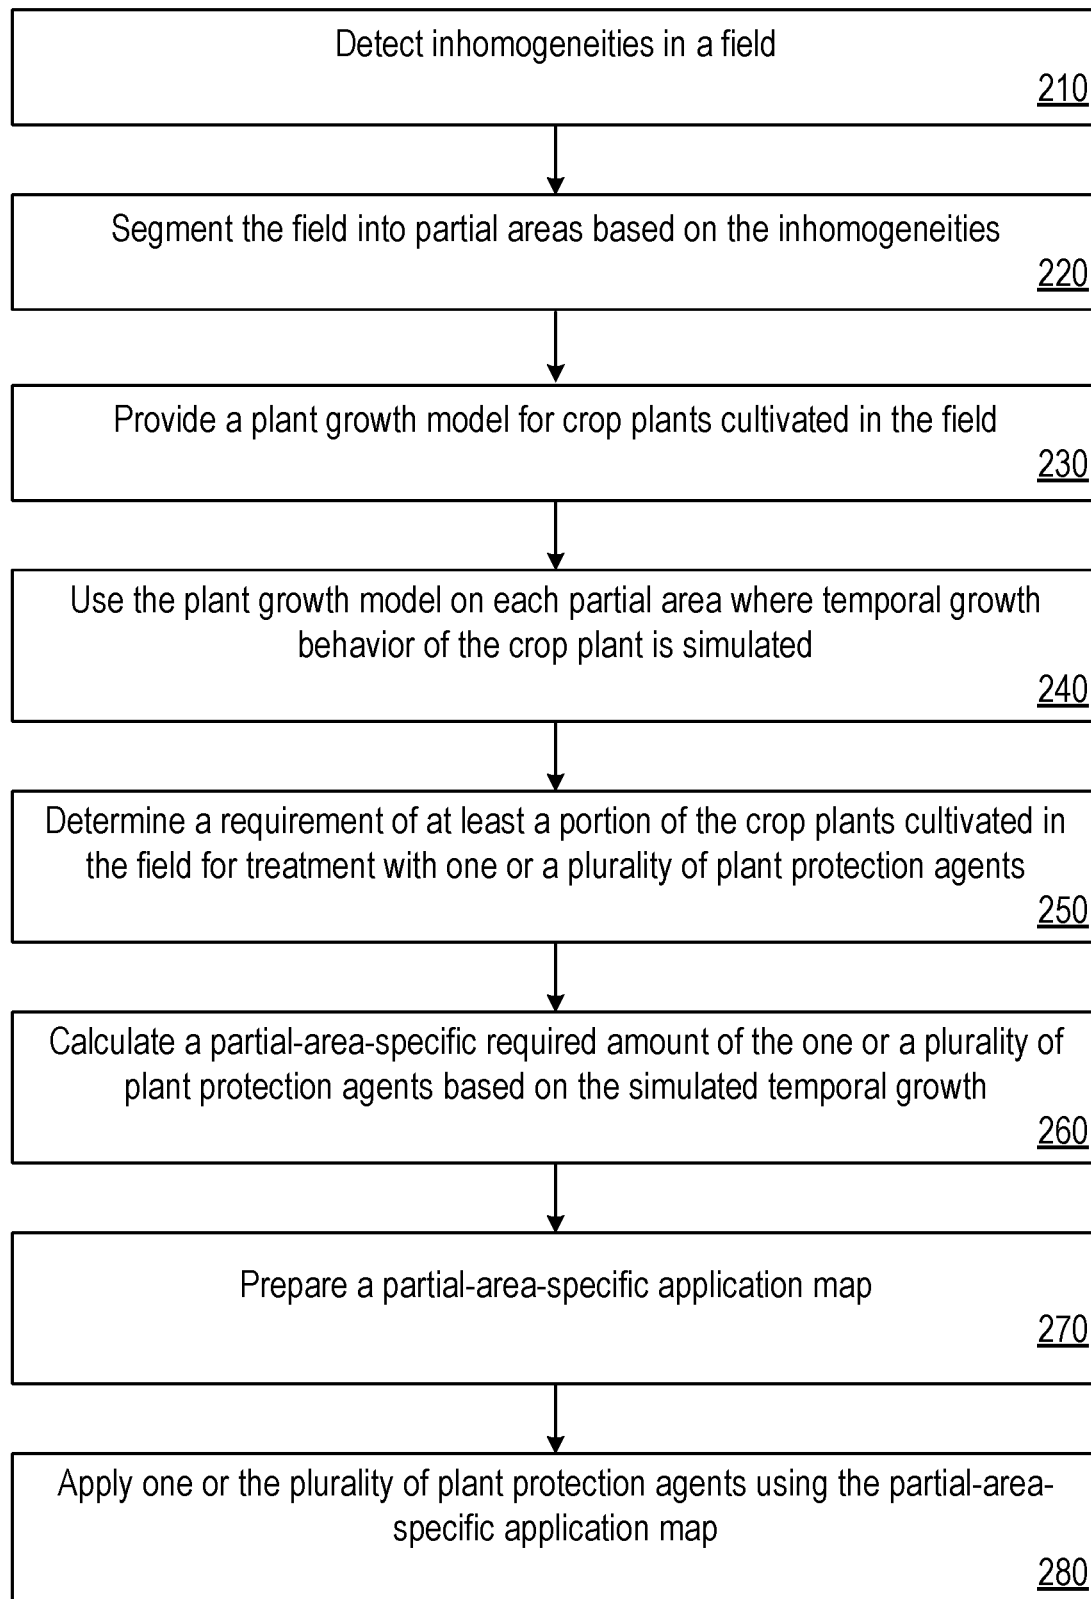 Detect inhomogeneities in a field
210
Segment the field into partial areas based on the inhomogeneities
220
Provide a plant growth model for crop plants cultivated in the field
230
Use the plant growth model on each partial area where temporal growth
behavior of the crop plant is simulated
240
Determine a requirement of at least a portion of the crop plants cultivated in
the field for treatment with one or a plurality of plant protection agents
250
Calculate a partial-area-specific required amount of the one or a plurality of
plant protection agents based on the simulated temporal growth
260
Prepare a partial-area-specific application map
270
Apply one or the plurality of plant protection agents using the partial-area-
specific application map
280